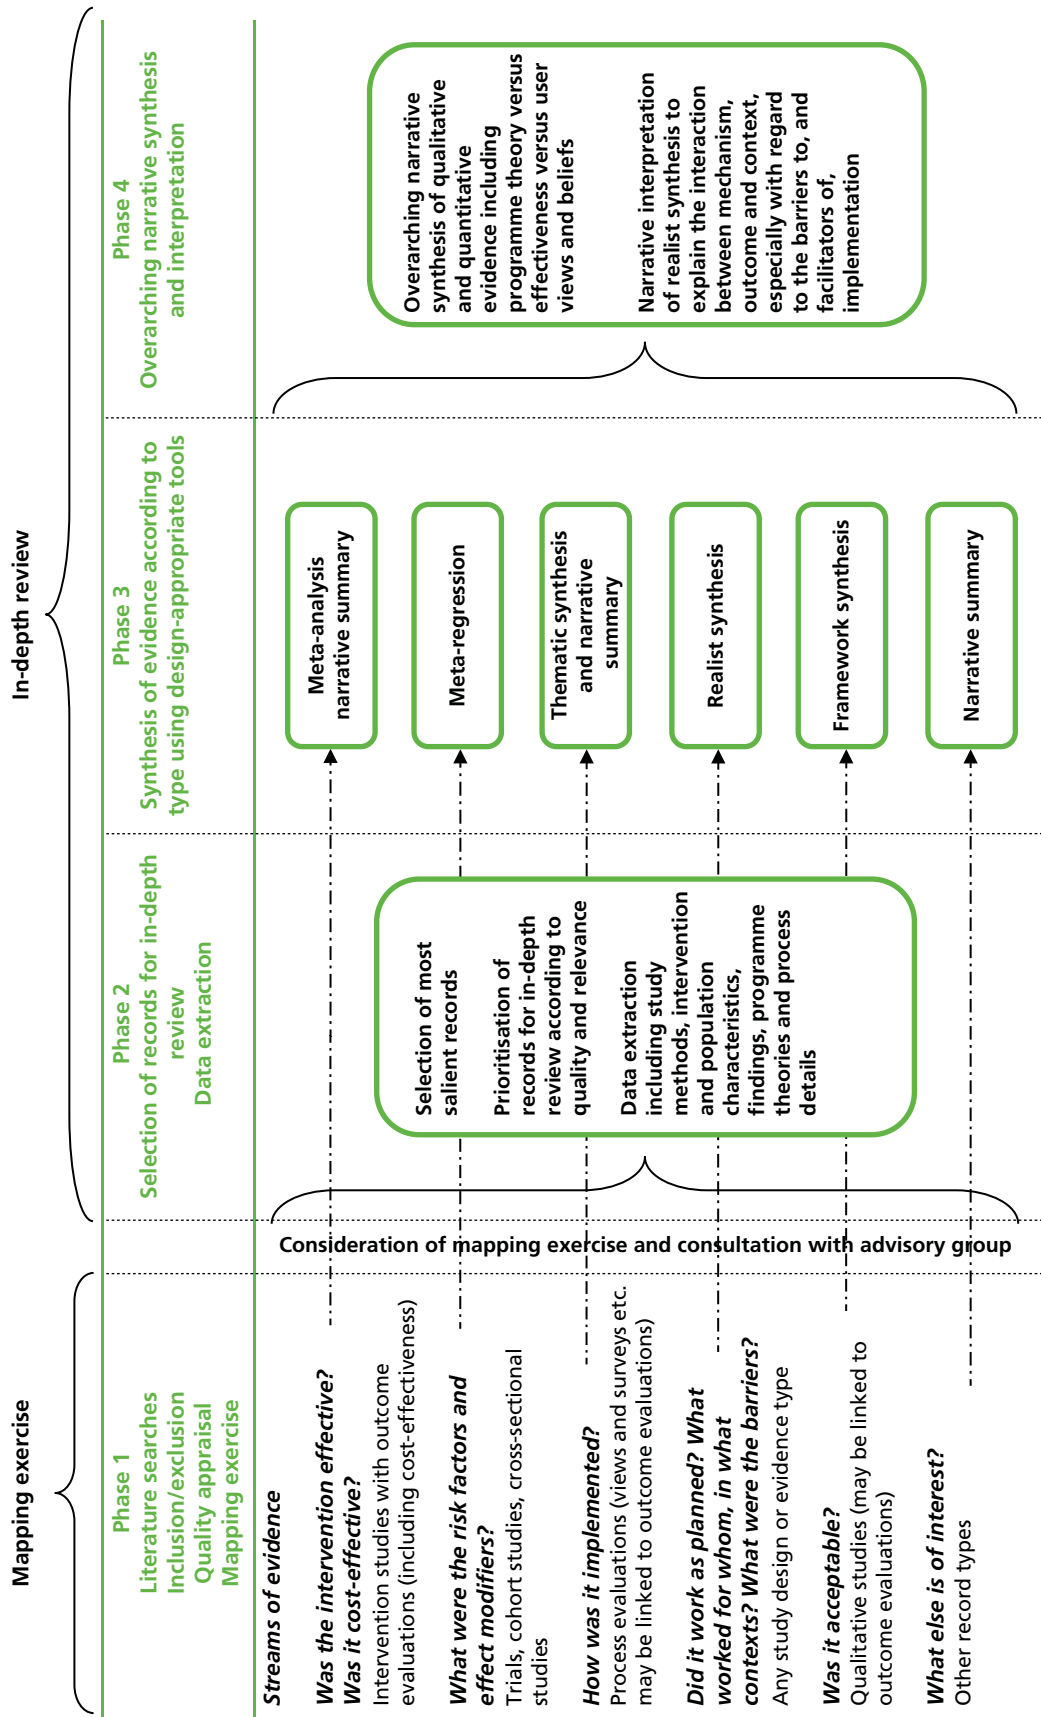 Mapping exercise
In-depth review
Phase 1
Literature searches
Inclusion/exclusion
Quality appraisal
Mapping exercise
Phase 2
Selection of records for in-depth
review
Data extraction
Phase 3
Synthesis of evidence according to
type using design-appropriate tools
Phase 4
Overarching narrative synthesis
and interpretation
Streams of evidence
Was the intervention effective?
Was it cost-effective?
Intervention studies with outcome
evaluations (including cost-effectiveness)
What were the risk factors and
effect modifiers?
Trials, cohort studies, cross-sectional
studies
How was it implemented?
Process evaluations (views and surveys etc.
may be linked to outcome evaluations)
Did it work as planned? What
worked for whom, in what
contexts? What were the barriers?
Any study design or evidence type
Was it acceptable?
Qualitative studies (may be linked to
outcome evaluations)
What else is of interest?
Other record types
Consideration of mapping exercise and consultation with advisory group
Selection of most
salient records
Prioritisation of
records for in-depth
review according to
quality and relevance
Data extraction
including study
methods, intervention
and population
characteristics,
findings, programme
theories and process
details
Meta-analysis
narrative summary
Meta-regression
Thematic synthesis
and narrative
summary
Realist synthesis
Framework synthesis
Narrative summary
Overarching narrative
synthesis of qualitative
and quantitative
evidence including
programme theory versus
effectiveness versus user
views and beliefs
Narrative interpretation
of realist synthesis to
explain the interaction
between mechanism,
outcome and context,
especially with regard
to the barriers to, and
facilitators of,
implementation